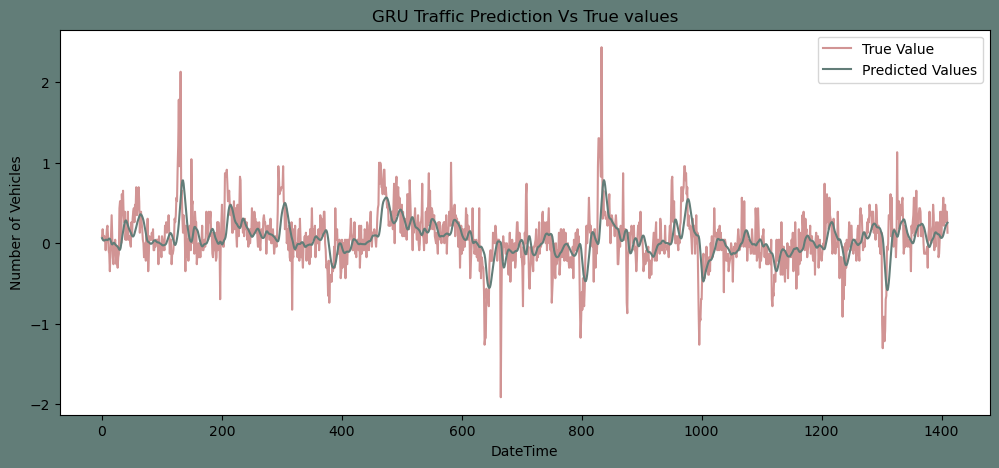 GRU Traffic Prediction Vs True values
True Value
Predicted Values
Number of Vehicles
2
1
0
−1
−2
0 200 400 600 800 1000 1200 1400
DateTime